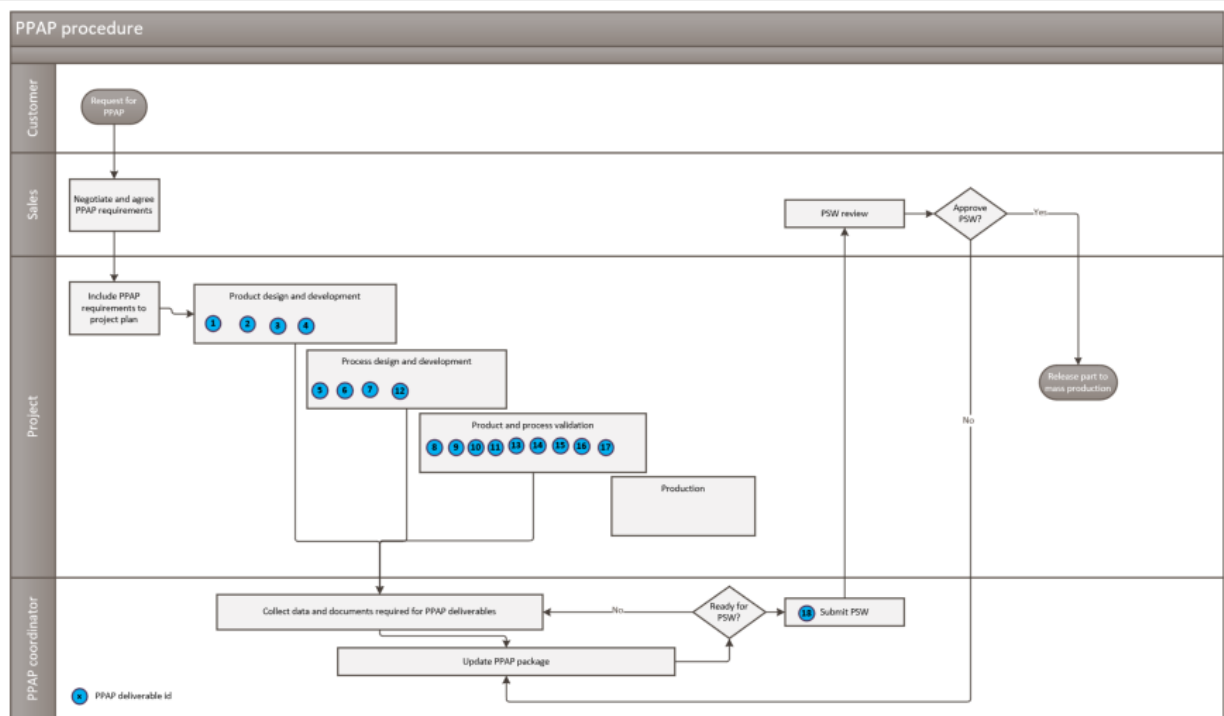 PPAP procedure
Customer
Request for
PPAP
Sales
Negotiate and agree
PPAP requirements
PSW review
Approve
PSW?
Yes
Project
Include PPAP
requirements to
project plan
Product design and development
1 2 3 4
Process design and development
5 6 7 12
Product and process validation
8 9 10 11 13 14 15 16 17
Production
Release part to
mass production
No
PPAP coordinator
Collect data and documents required for PPAP deliverables
No
Ready for
PSW?
18 Submit PSW
Update PPAP package
x PPAP deliverable id